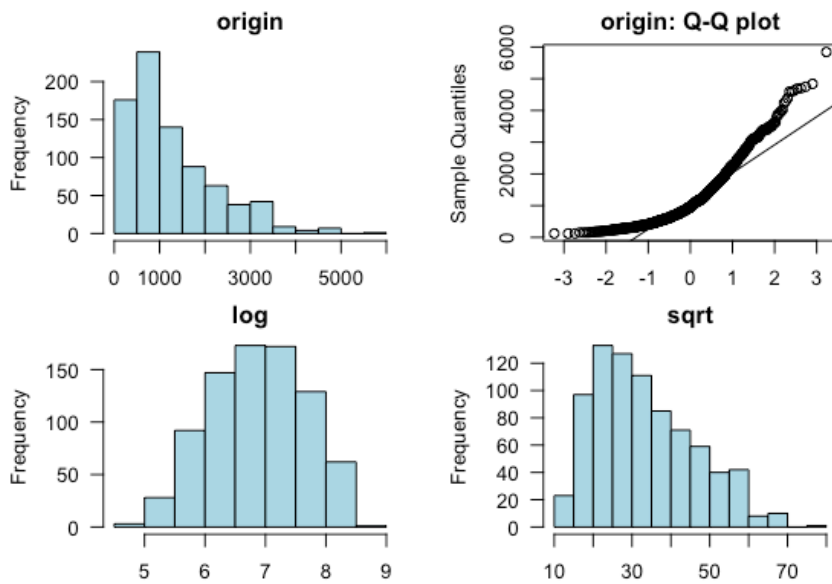 origin
Frequency
0 50 100 150 200
0 1000 3000 5000
origin: Q-Q plot
Sample Quantiles
0 2000 4000 6000
-3 -2 -1 0 1 2 3
log
Frequency
0 50 100 150
5 6 7 8 9
sqrt
Frequency
0 20 40 60 80 100 120
10 30 50 70